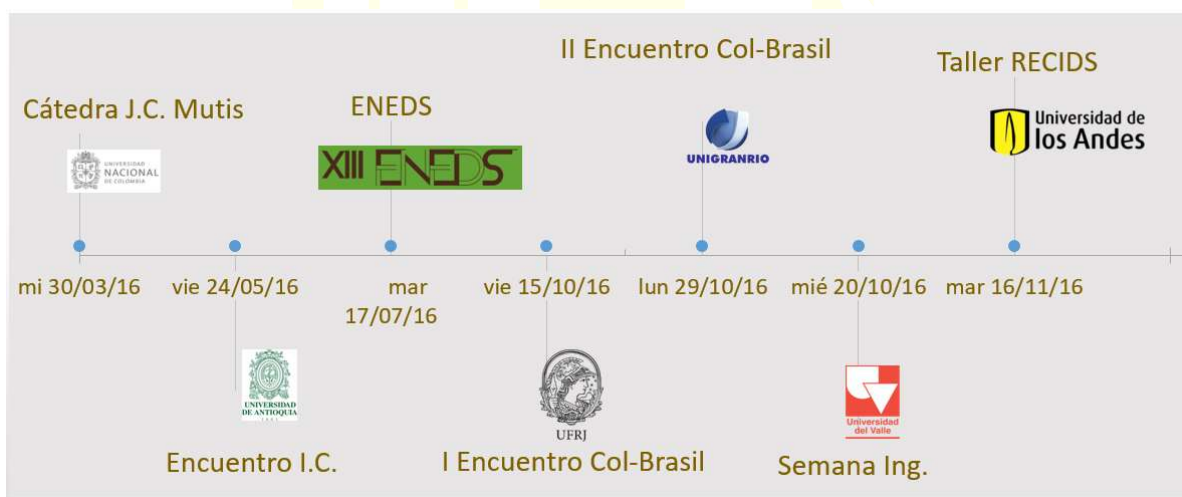 II Encuentro Col-Brasil
Taller RECIDS
Cátedra J.C. Mutis
ENEDS
UNIVERSIDAD
NACIONAL
DE COLOMBIA
XIII ENEDS
UNIGRANRIO
Universidad de
los Andes
mi 30/03/16
vie 24/05/16
mar
17/07/16
vie 15/10/16
lun 29/10/16
mié 20/10/16
mar 16/11/16
UNIVERSIDAD
DE ANTIOQUIA
UFRJ
Universidad
del Valle
Encuentro I.C.
I Encuentro Col-Brasil
Semana Ing.